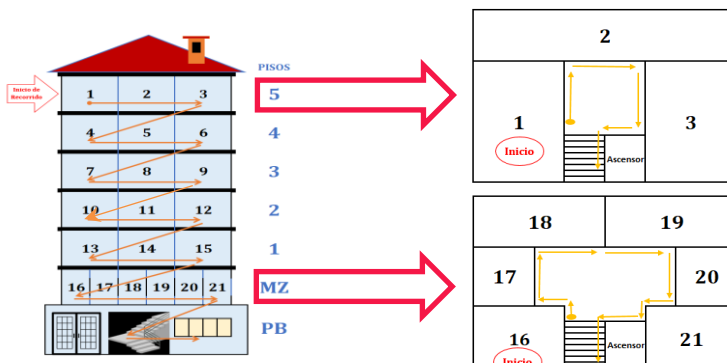 PISOS
Inicio de
Recorrido
1 2 3 5
4 5 6 4
7 8 9 3
10 11 12 2
13 14 15 1
16 17 18 19 20 21 MZ
PB
2
1 3
Inicio
Ascensor
18 19
17 20
16 21
Ascensor
Inicio